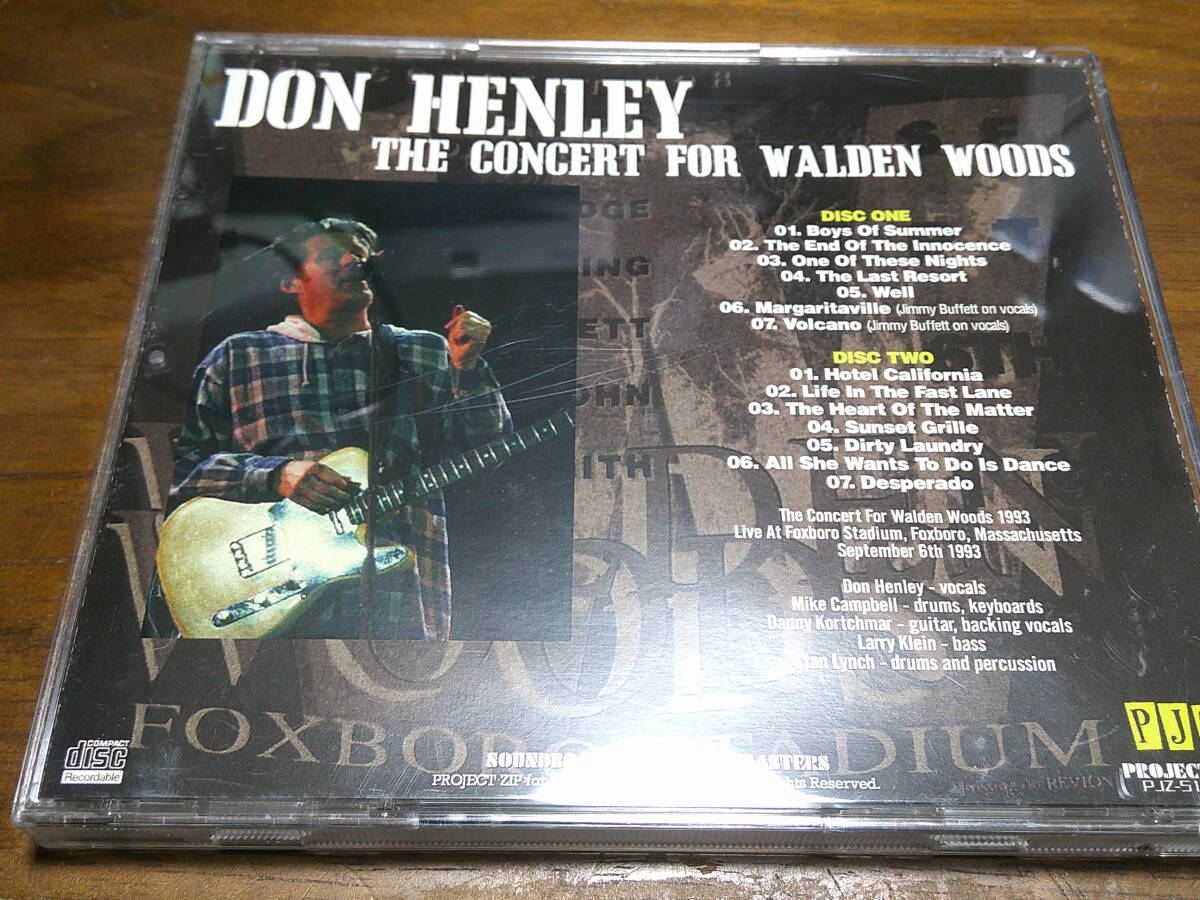 DON HENLEY
THE CONCERT FOR WALDEN WOODS
DISC ONE
01. Boys Of Summer
02. The End Of The Innocence
03. One Of These Nights
04. The Last Resort
05. Well
06. Margaritaville (Jimmy Buffett on vocals)
07. Volcano (Jimmy Buffett on vocals)
DISC TWO
01. Hotel California
02. Life In The Fast Lane
03. The Heart Of The Matter
04. Sunset Grille
05. Dirty Laundry
06. All She Wants To Do Is Dance
07. Desperado
The Concert For Walden Woods 1993
Live At Foxboro Stadium, Foxboro, Massachusetts
September 6th 1993
Don Henley - vocals
Mike Campbell - drums, keyboards
Danny Kortchmar - guitar, backing vocals
Larry Klein - bass
Lynch - drums and percussion
COMPACT
disc
Recordable
PROJECT ZIP for
Reserved.
PJ
PROJECT
PJZ-51